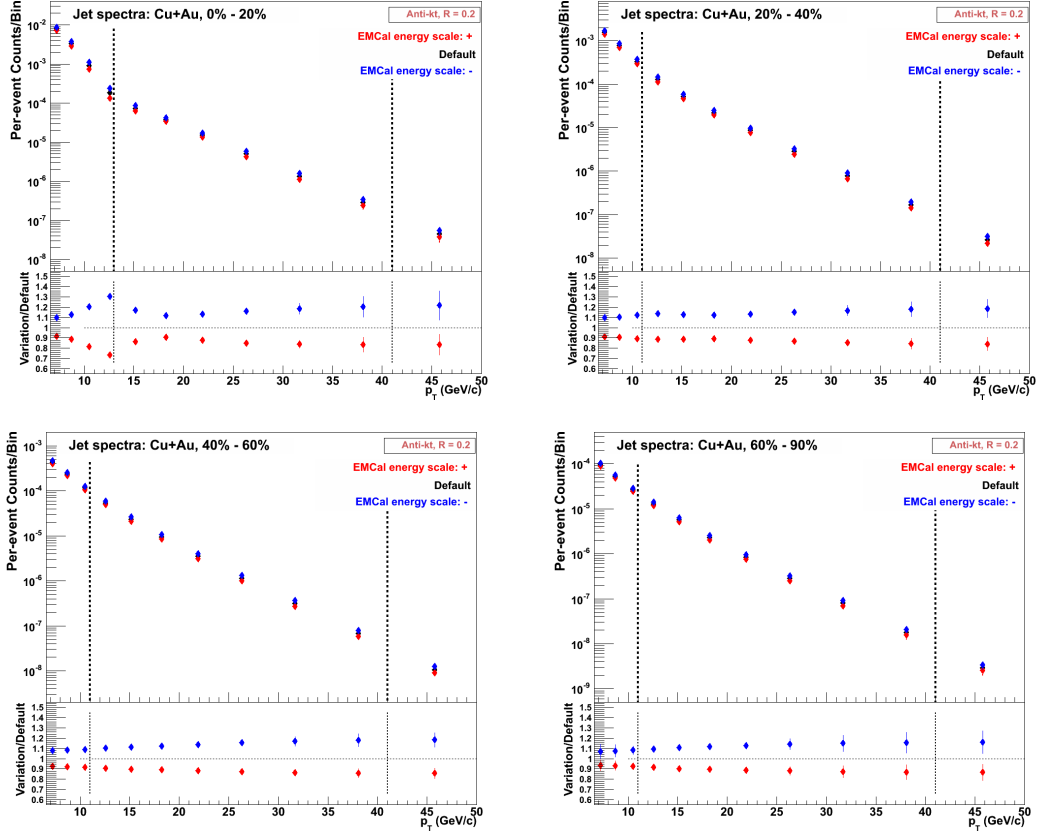 Jet spectra: Cu+Au, 0% - 20%
Anti-kt, R = 0.2
EMCal energy scale: +
Default
EMCal energy scale: -
Per-event Counts/Bin
10^-2
10^-3
10^-4
10^-5
10^-6
10^-7
10^-8
Variation/Default
1.5
1.4
1.3
1.2
1.1
1
0.9
0.8
0.7
0.6
10 15 20 25 30 35 40 45 50
p_T (GeV/c)
Jet spectra: Cu+Au, 20% - 40%
Anti-kt, R = 0.2
EMCal energy scale: +
Default
EMCal energy scale: -
Per-event Counts/Bin
10^-3
10^-4
10^-5
10^-6
10^-7
10^-8
Variation/Default
1.5
1.4
1.3
1.2
1.1
1
0.9
0.8
0.7
0.6
10 15 20 25 30 35 40 45 50
p_T (GeV/c)
Jet spectra: Cu+Au, 40% - 60%
Anti-kt, R = 0.2
EMCal energy scale: +
Default
EMCal energy scale: -
Per-event Counts/Bin
10^-3
10^-4
10^-5
10^-6
10^-7
10^-8
Variation/Default
1.5
1.4
1.3
1.2
1.1
1
0.9
0.8
0.7
0.6
10 15 20 25 30 35 40 45 50
p_T (GeV/c)
Jet spectra: Cu+Au, 60% - 90%
Anti-kt, R = 0.2
EMCal energy scale: +
Default
EMCal energy scale: -
Per-event Counts/Bin
10^-4
10^-5
10^-6
10^-7
10^-8
10^-9
Variation/Default
1.5
1.4
1.3
1.2
1.1
1
0.9
0.8
0.7
0.6
10 15 20 25 30 35 40 45 50
p_T (GeV/c)